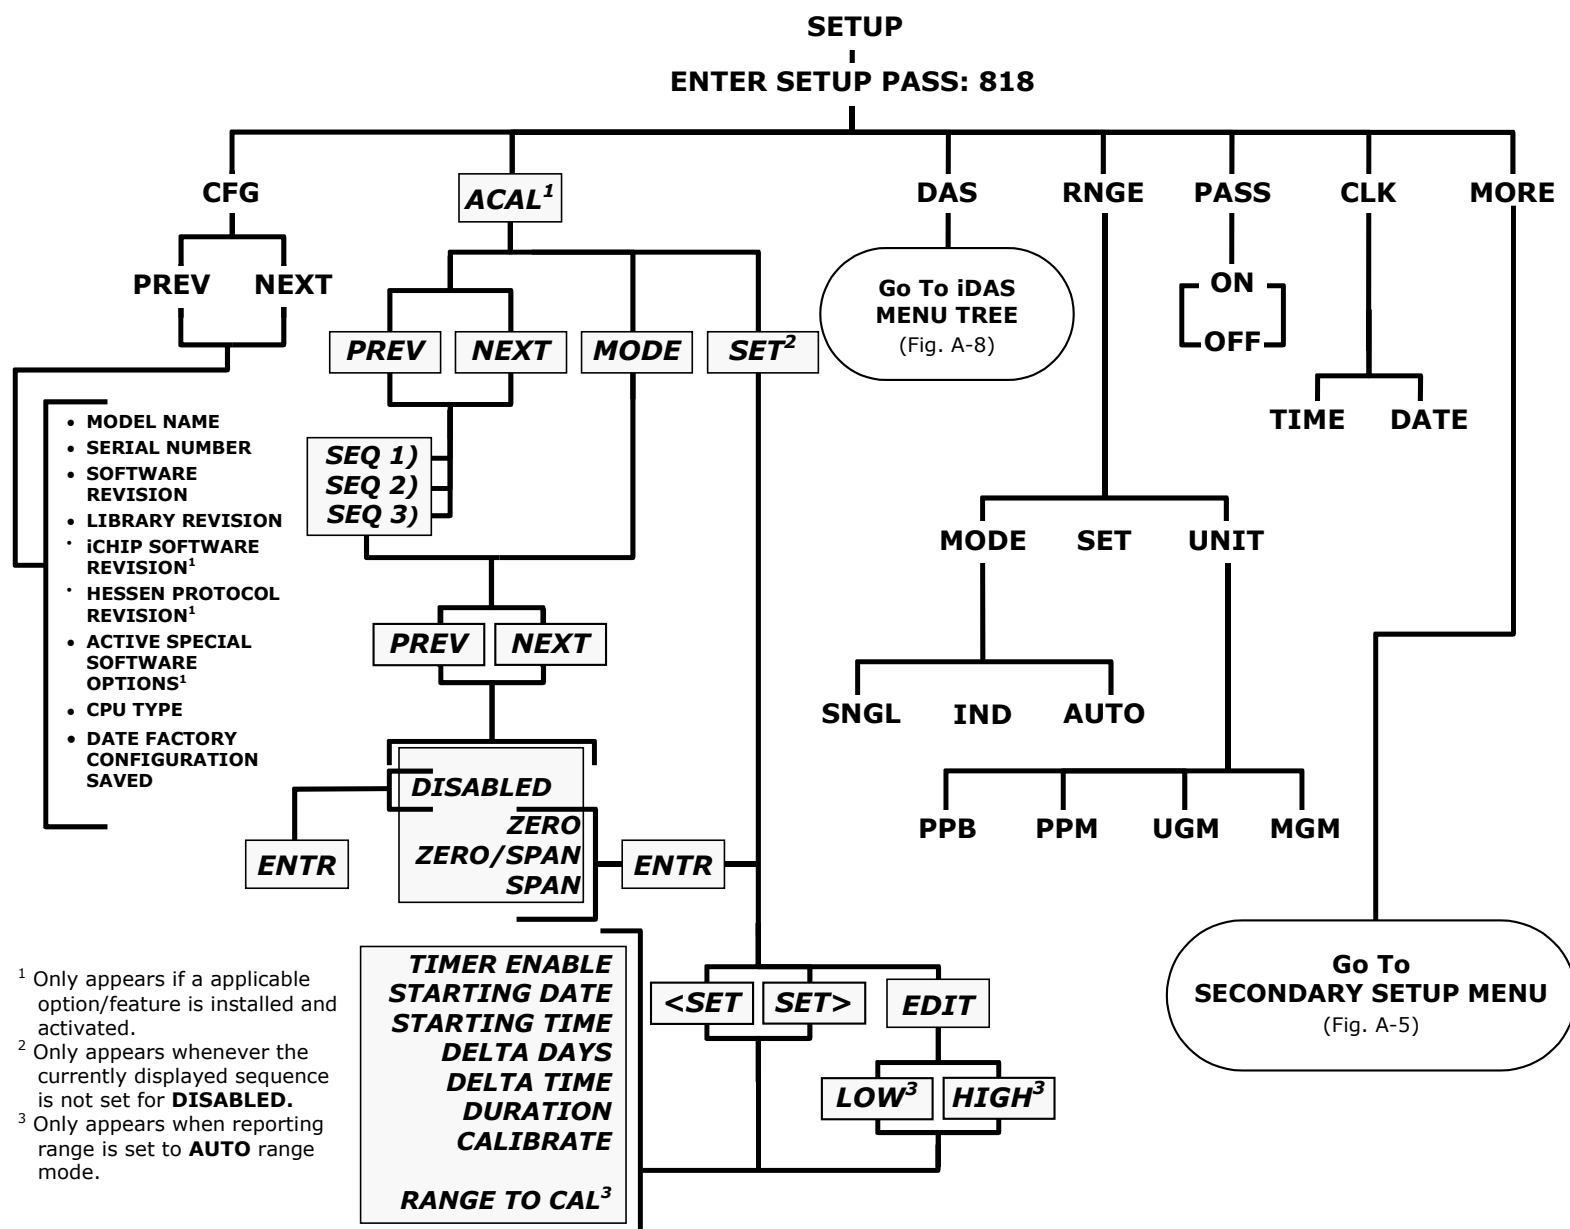 SETUP
ENTER SETUP PASS: 818
CFG
ACAL¹
DAS
RNGE
PASS
CLK
MORE
PREV
NEXT
PREV
NEXT
MODE
SET²
Go To iDAS
MENU TREE
(Fig. A-8)
ON
OFF
TIME
DATE
• MODEL NAME
• SERIAL NUMBER
• SOFTWARE
REVISION
• LIBRARY REVISION
• iCHIP SOFTWARE
REVISION¹
• HESSEN PROTOCOL
REVISION¹
• ACTIVE SPECIAL
SOFTWARE
OPTIONS¹
• CPU TYPE
• DATE FACTORY
CONFIGURATION
SAVED
SEQ 1)
SEQ 2)
SEQ 3)
PREV
NEXT
MODE
SET
UNIT
SNGL
IND
AUTO
PPB
PPM
UGM
MGM
DISABLED
ZERO
ZERO/SPAN
SPAN
ENTR
ENTR
TIMER ENABLE
STARTING DATE
STARTING TIME
DELTA DAYS
DELTA TIME
DURATION
CALIBRATE
RANGE TO CAL³
<SET
SET>
EDIT
LOW³
HIGH³
Go To
SECONDARY SETUP MENU
(Fig. A-5)
¹ Only appears if a applicable
option/feature is installed and
activated.
² Only appears whenever the
currently displayed sequence
is not set for DISABLED.
³ Only appears when reporting
range is set to AUTO range
mode.